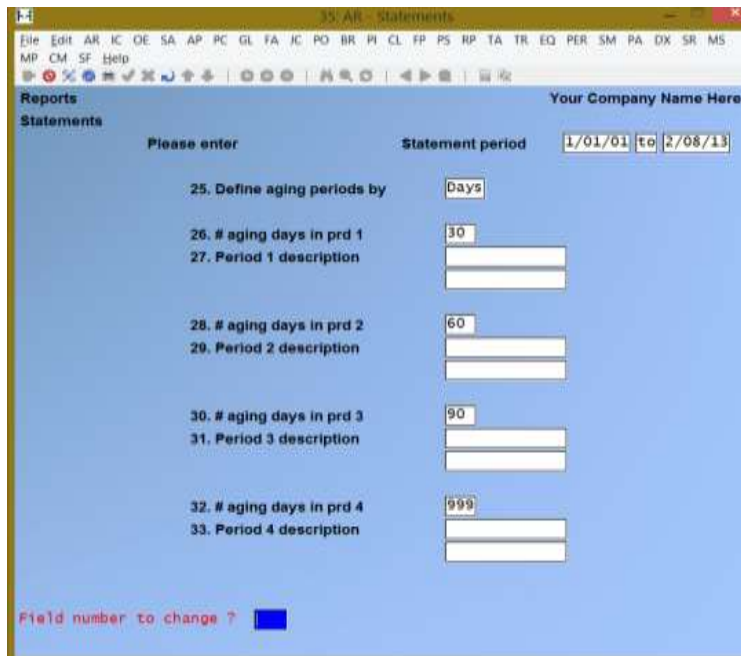 35: AR - Statements
File Edit AR IC OE SA AP PC GL FA JC PO BR PI CL FP PS RP TA TR EQ PER SM PA DX SR MS
MP CM SF Help
Reports Your Company Name Here
Statements
Please enter Statement period 1/01/01 to 2/08/13
25. Define aging periods by Days
26. # aging days in prd 1 30
27. Period 1 description
28. # aging days in prd 2 60
29. Period 2 description
30. # aging days in prd 3 90
31. Period 3 description
32. # aging days in prd 4 999
33. Period 4 description
Field number to change ?